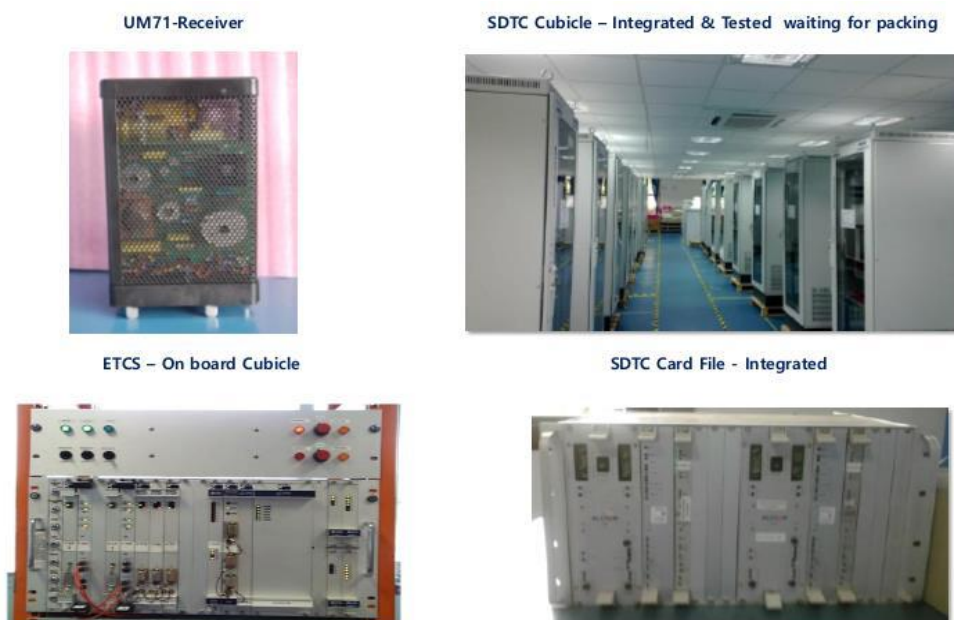 UM71-Receiver
SDTC Cubicle – Integrated & Tested  waiting for packing
ETCS – On board Cubicle
SDTC Card File - Integrated